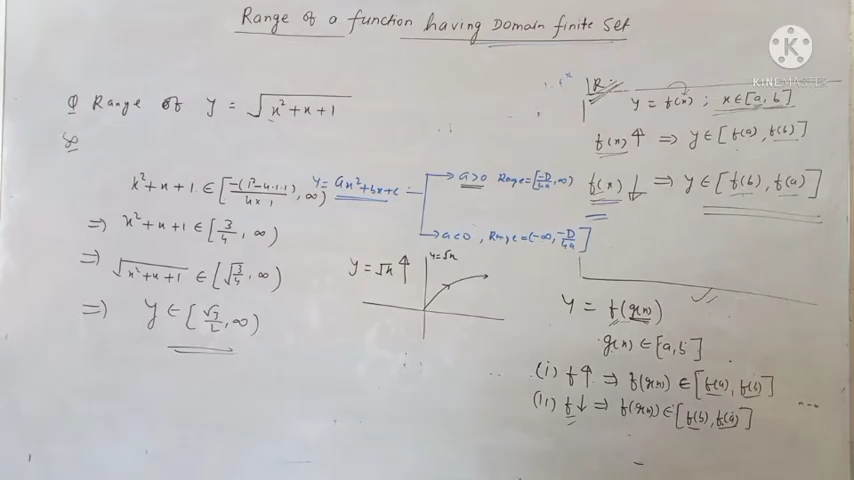 Range of a function having Domain finite set
KINEMASTER
Q Range of y = √(x²+x+1)
x²+x+1 ∈ [-(1²-4.1.1)/4×1, ∞)
⇒ x²+x+1 ∈ [3/4, ∞)
⇒ √(x²+x+1) ∈ [√3/4, ∞)
⇒ y ∈ [√3/2, ∞)
y = ax²+bx+c
a>0 Range = [-D/4a, ∞)
a<0, Range = (-∞, -D/4a]
y = √x ↑
y=√x
R:
y = f(x) ; x∈[a, b]
f(x) ↑ ⇒ y∈[f(a), f(b)]
f(x) ↓ ⇒ y∈[f(b), f(a)]
y = f(g(x))
g(x) ∈ [a, b]
(i) f↑ ⇒ f(g(x)) ∈ [f(a), f(b)]
(ii) f↓ ⇒ f(g(x)) ∈ [f(b), f(a)]